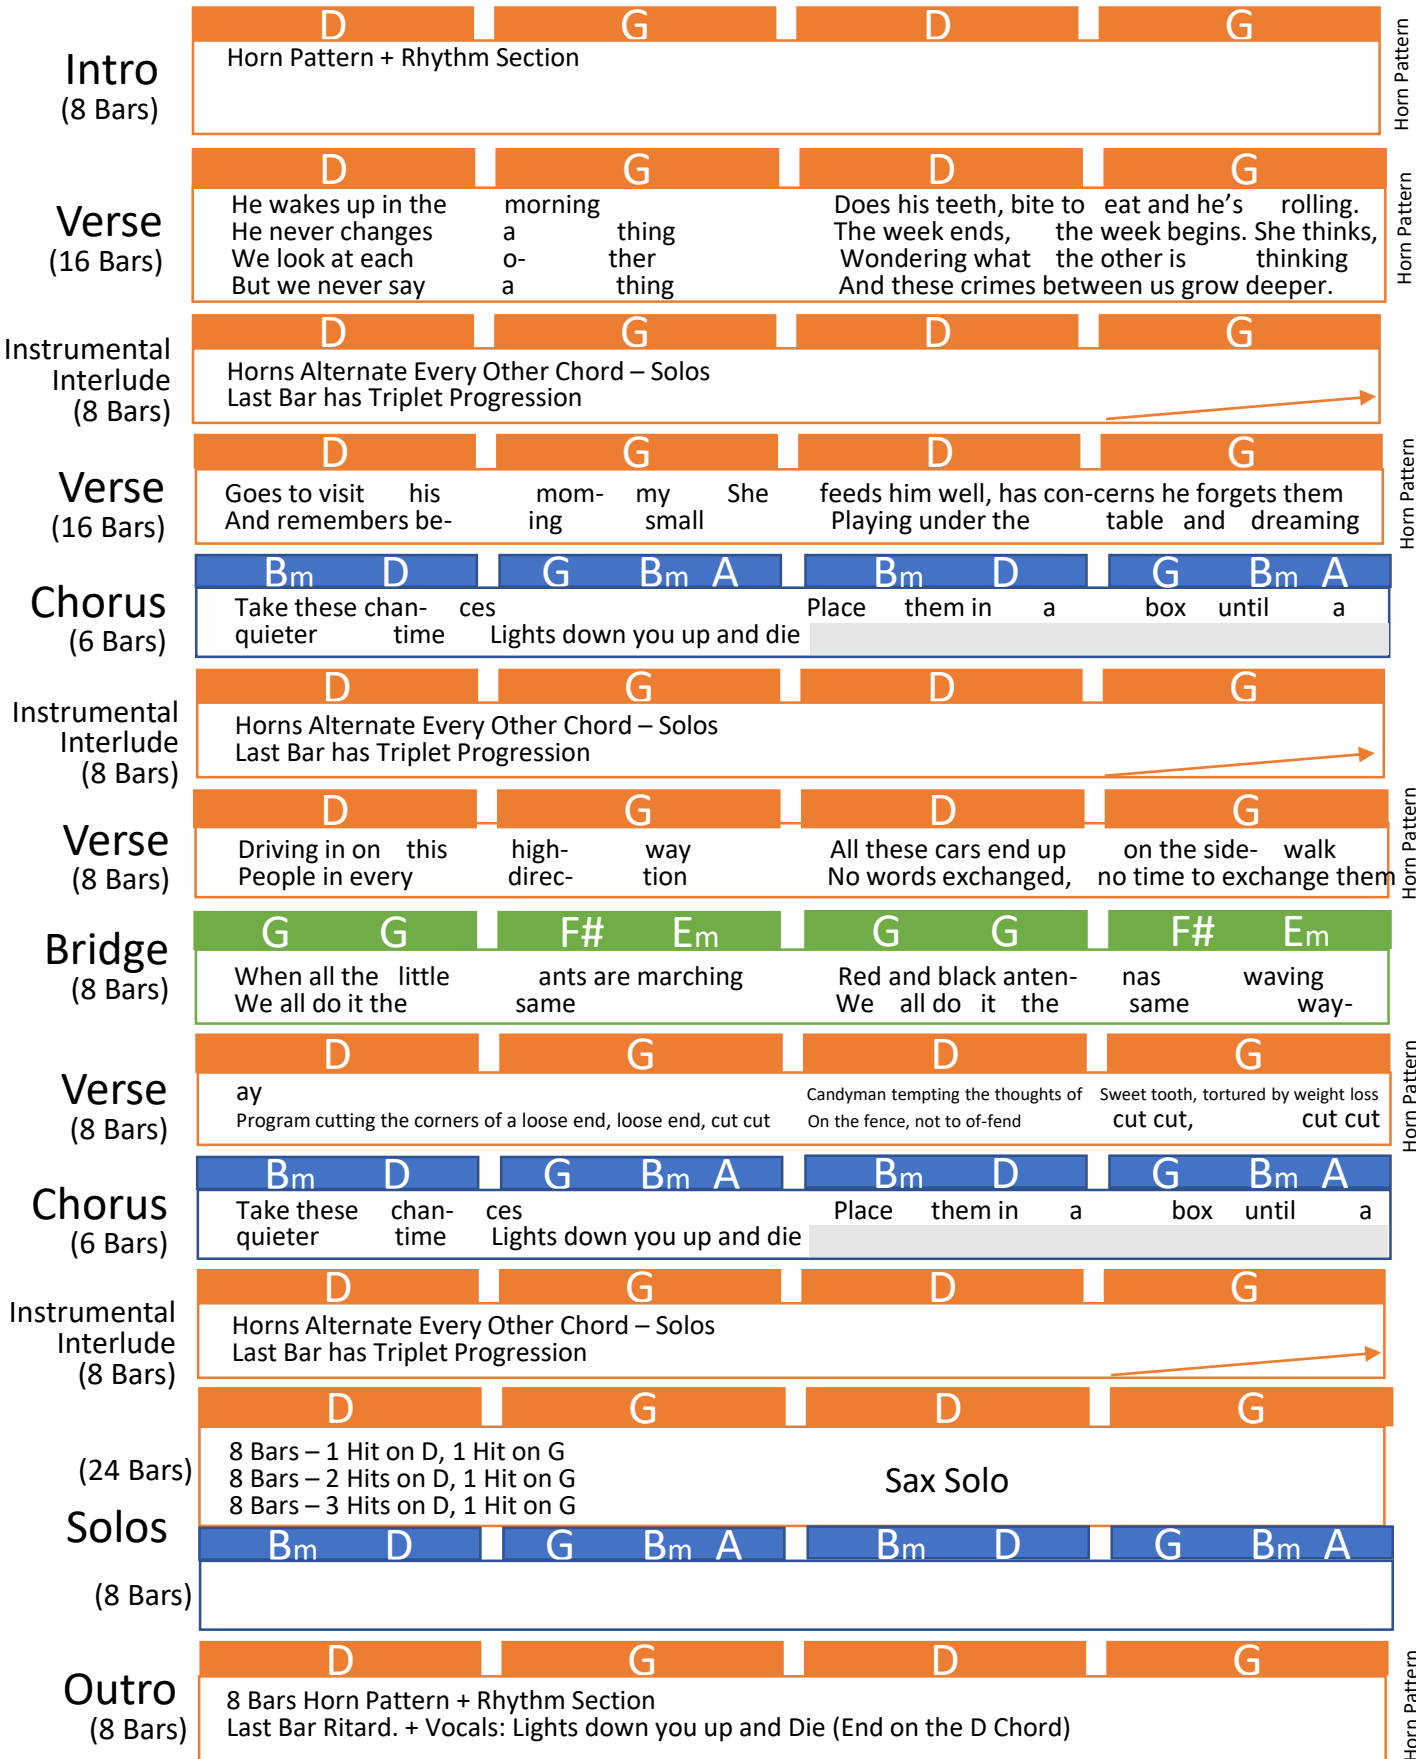 D G D G
Intro
(8 Bars)
Horn Pattern + Rhythm Section
Horn Pattern
D G D G
Verse
(16 Bars)
He wakes up in the morning Does his teeth, bite to eat and he's rolling.
He never changes a thing The week ends, the week begins. She thinks,
We look at each o- ther Wondering what the other is thinking
But we never say a thing And these crimes between us grow deeper.
Horn Pattern
D G D G
Instrumental
Interlude
(8 Bars)
Horns Alternate Every Other Chord – Solos
Last Bar has Triplet Progression
D G D G
Verse
(16 Bars)
Goes to visit his mom- my She feeds him well, has con-cerns he forgets them
And remembers be- ing small Playing under the table and dreaming
Horn Pattern
Bm D G Bm A Bm D G Bm A
Chorus
(6 Bars)
Take these chan- ces Place them in a box until a
quieter time Lights down you up and die
D G D G
Instrumental
Interlude
(8 Bars)
Horns Alternate Every Other Chord – Solos
Last Bar has Triplet Progression
D G D G
Verse
(8 Bars)
Driving in on this high- way All these cars end up on the side- walk
People in every direc- tion No words exchanged, no time to exchange them
Horn Pattern
G G F# Em G G F# Em
Bridge
(8 Bars)
When all the little ants are marching Red and black anten- nas waving
We all do it the same We all do it the same way-
D G D G
Verse
(8 Bars)
ay Candyman tempting the thoughts of Sweet tooth, tortured by weight loss
Program cutting the corners of a loose end, loose end, cut cut On the fence, not to of-fend cut cut, cut cut
Horn Pattern
Bm D G Bm A Bm D G Bm A
Chorus
(6 Bars)
Take these chan- ces Place them in a box until a
quieter time Lights down you up and die
D G D G
Instrumental
Interlude
(8 Bars)
Horns Alternate Every Other Chord – Solos
Last Bar has Triplet Progression
D G D G
(24 Bars)
8 Bars – 1 Hit on D, 1 Hit on G
8 Bars – 2 Hits on D, 1 Hit on G
8 Bars – 3 Hits on D, 1 Hit on G
Sax Solo
Solos
Bm D G Bm A Bm D G Bm A
(8 Bars)
D G D G
Outro
(8 Bars)
8 Bars Horn Pattern + Rhythm Section
Last Bar Ritard. + Vocals: Lights down you up and Die (End on the D Chord)
Horn Pattern